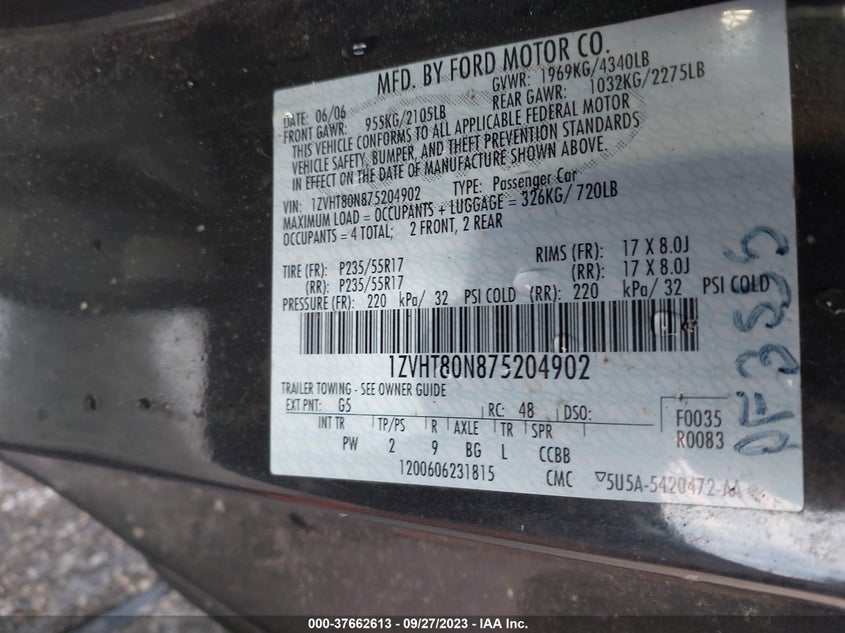 MFD. BY FORD MOTOR CO.
DATE: 06/06 GVWR: 1969KG/4340LB
FRONT GAWR: 955KG/2105LB REAR GAWR: 1032KG/2275LB
THIS VEHICLE CONFORMS TO ALL APPLICABLE FEDERAL MOTOR
VEHICLE SAFETY, BUMPER, AND THEFT PREVENTION STANDARDS
IN EFFECT ON THE DATE OF MANUFACTURE SHOWN ABOVE.
VIN: 1ZVHT80N875204902 TYPE: Passenger Car
MAXIMUM LOAD = OCCUPANTS + LUGGAGE = 326KG/ 720LB
OCCUPANTS = 4 TOTAL; 2 FRONT, 2 REAR
TIRE (FR): P235/55R17 RIMS (FR): 17 X 8.0J
(RR): P235/55R17 (RR): 17 X 8.0J
PRESSURE (FR): 220 kPa/ 32 PSI COLD (RR): 220 kPa/ 32 PSI COLD
1ZVHT80N875204902
TRAILER TOWING - SEE OWNER GUIDE
EXT PNT: G5 RC: 48 DSO: F0035
INT TR TP/PS R AXLE TR SPR R0083
PW 2 9 BG L CCBB
1200606231815 CMC 5U5A-5420472-AA
000-37662613 - 09/27/2023 - IAA Inc.